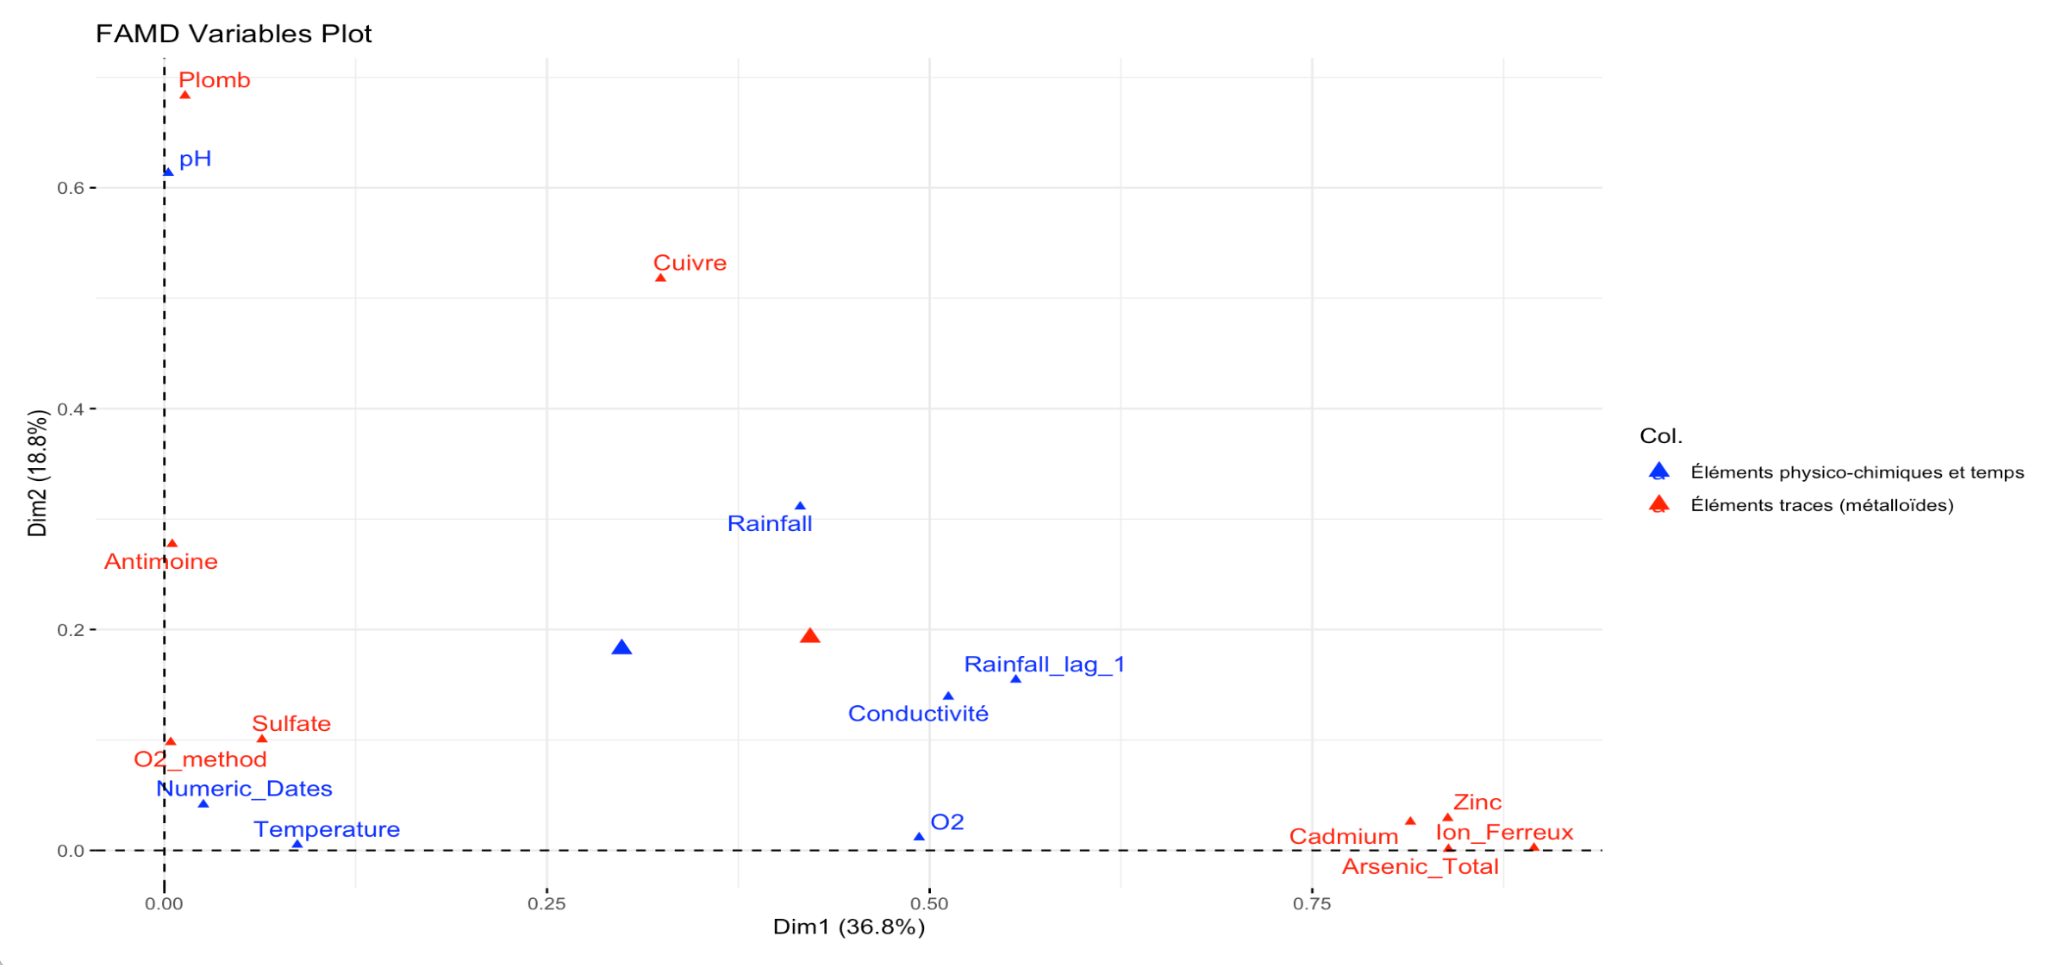 FAMD Variables Plot
Plomb
pH
0.6
Cuivre
0.4
Dim2 (18.8%)
Col.
Éléments physico-chimiques et temps
Éléments traces (métalloïdes)
Rainfall
Antimoine
0.2
Rainfall_lag_1
Conductivité
Sulfate
O2_method
Numeric_Dates
Temperature
O2
Zinc
Cadmium
Ion_Ferreux
0.0
Arsenic_Total
0.00
0.25
0.50
0.75
Dim1 (36.8%)